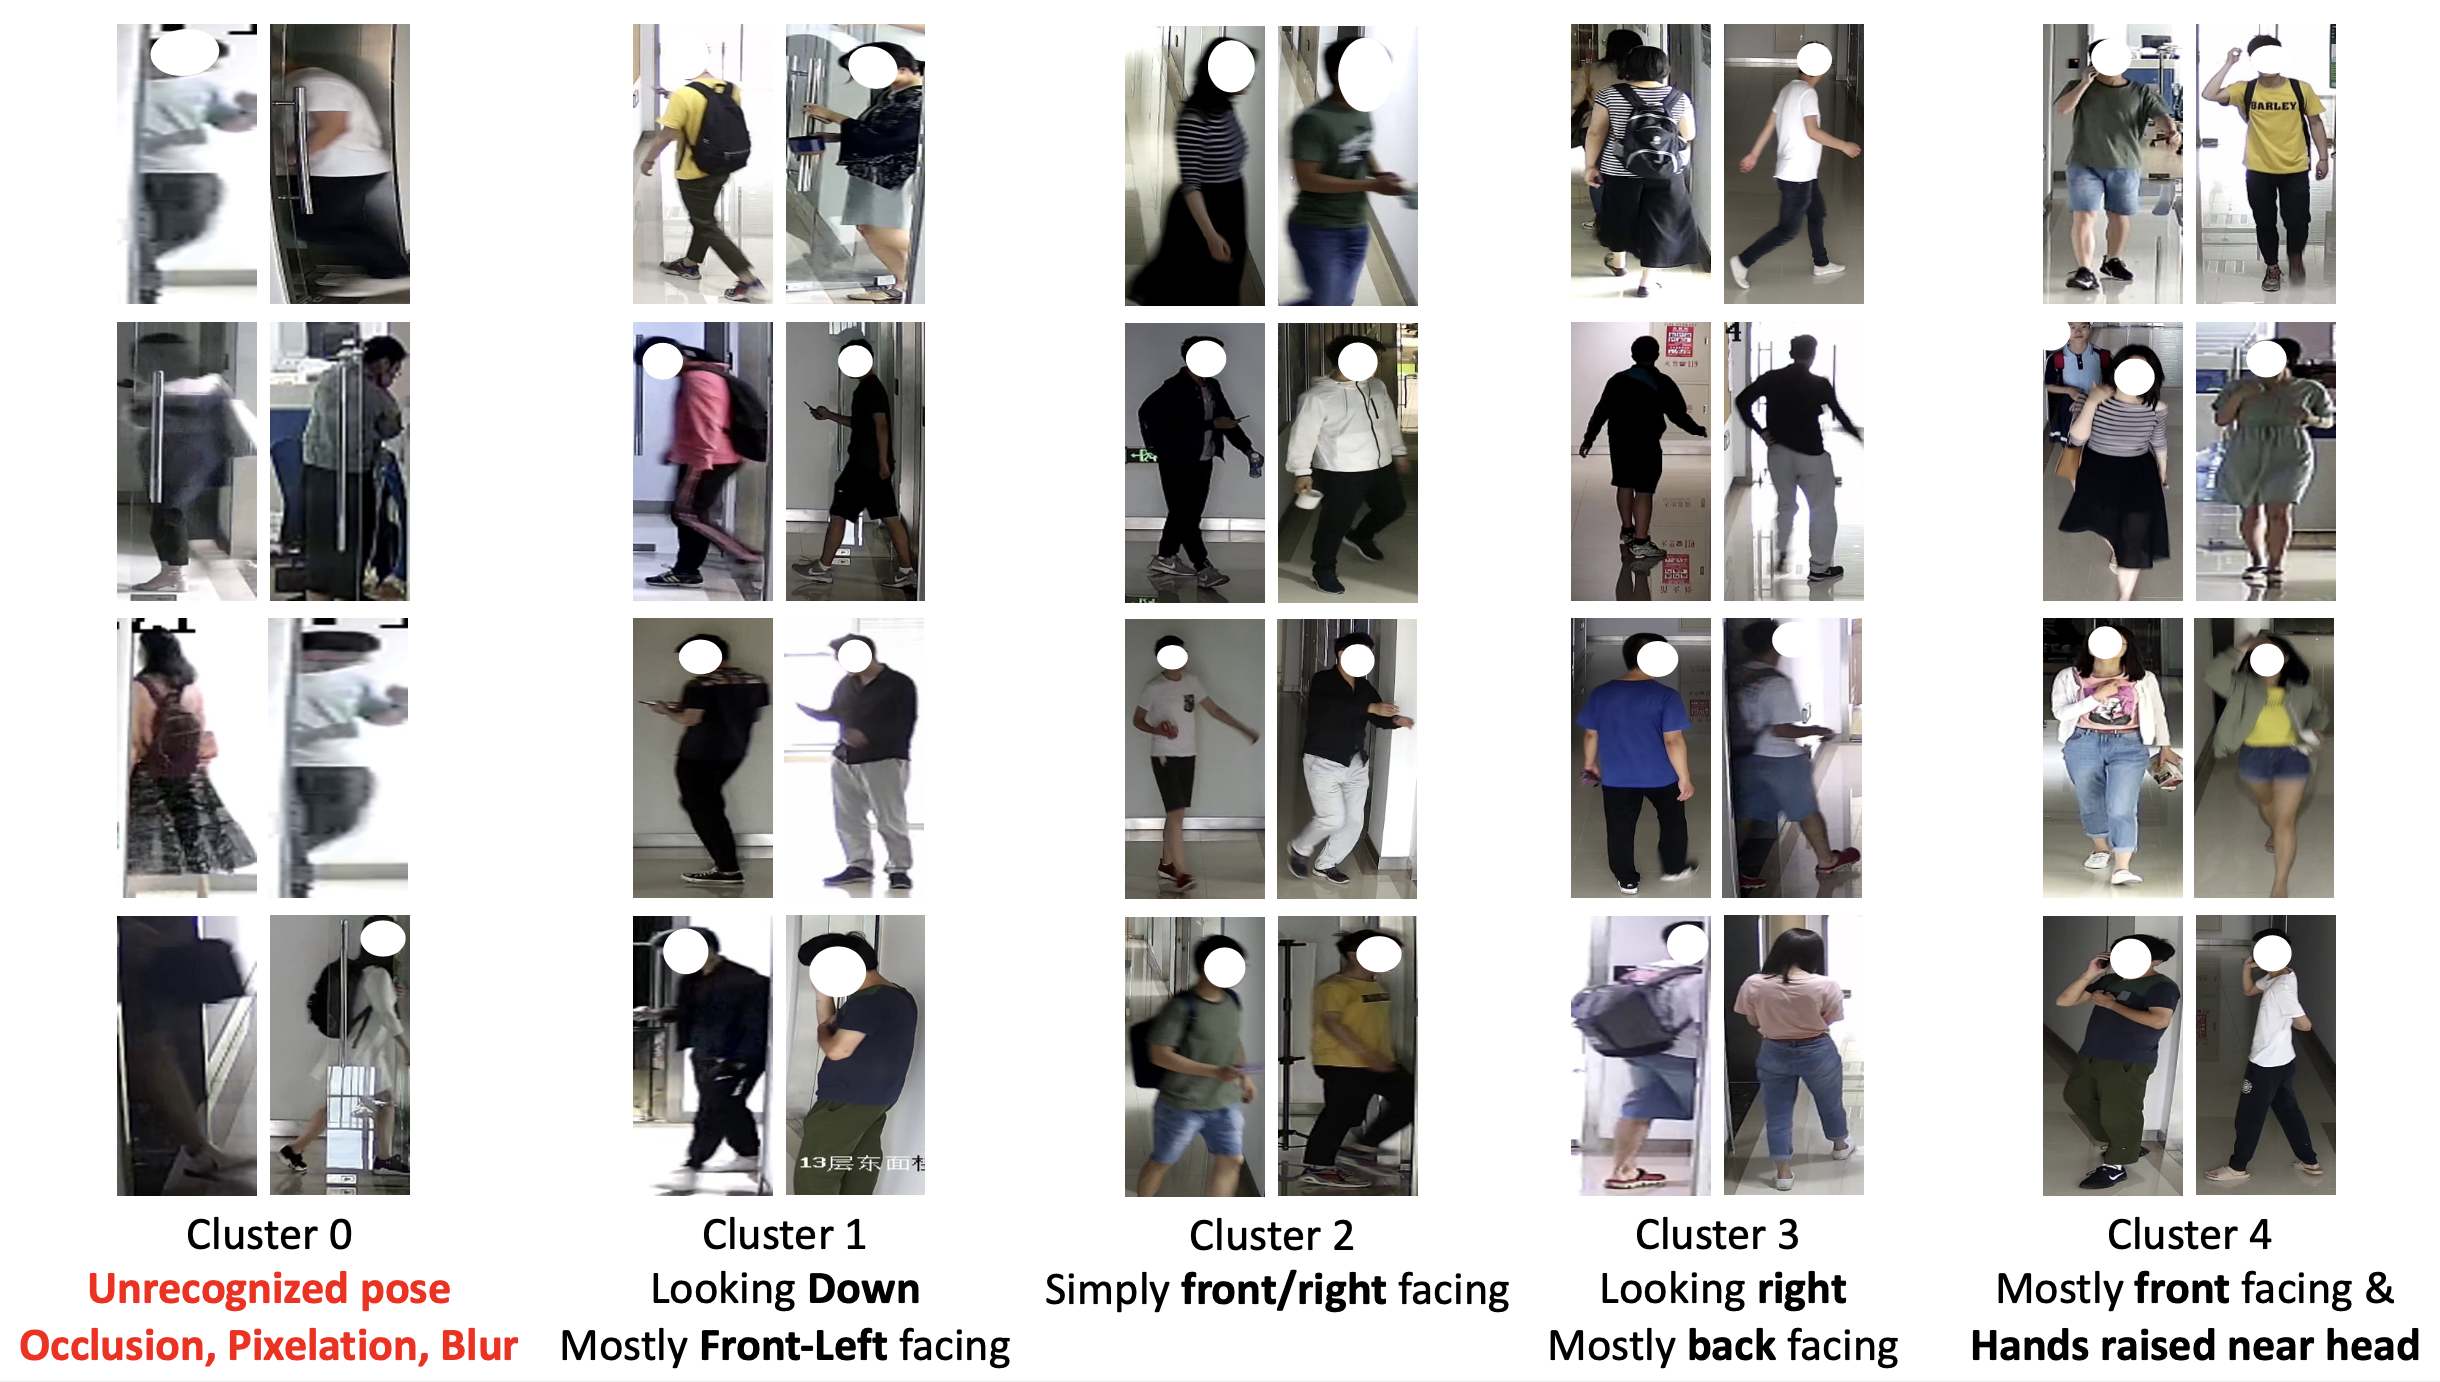 BARLEY
4
13层东面
Cluster 0
Unrecognized pose
Occlusion, Pixelation, Blur
Cluster 1
Looking Down
Mostly Front-Left facing
Cluster 2
Simply front/right facing
Cluster 3
Looking right
Mostly back facing
Cluster 4
Mostly front facing &
Hands raised near head